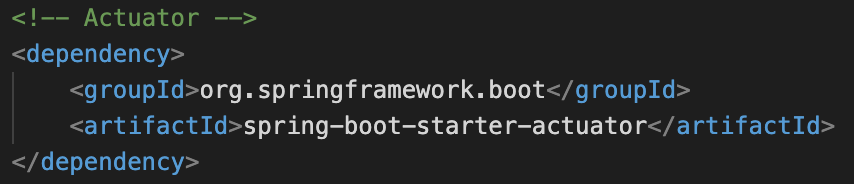 <!-- Actuator -->
<dependency>
    <groupId>org.springframework.boot</groupId>
    <artifactId>spring-boot-starter-actuator</artifactId>
</dependency>